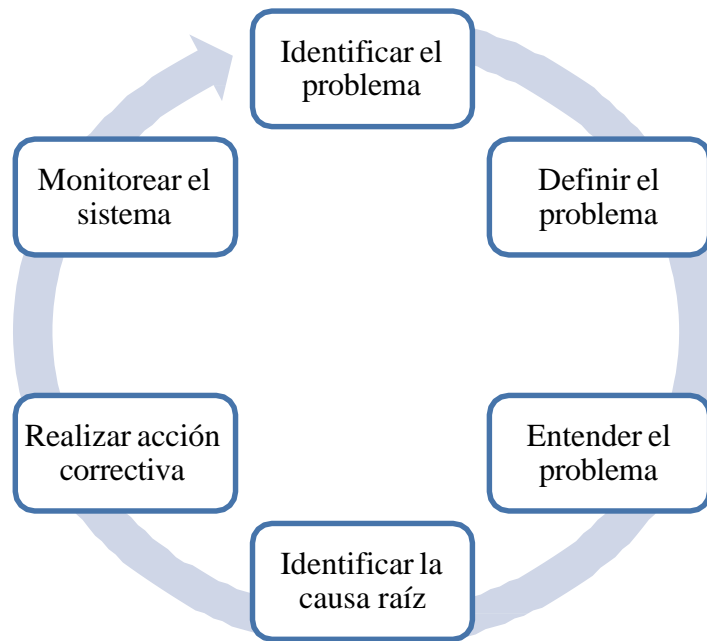 Identificar el
problema
Definir el
problema
Entender el
problema
Identificar la
causa raíz
Realizar acción
correctiva
Monitorear el
sistema